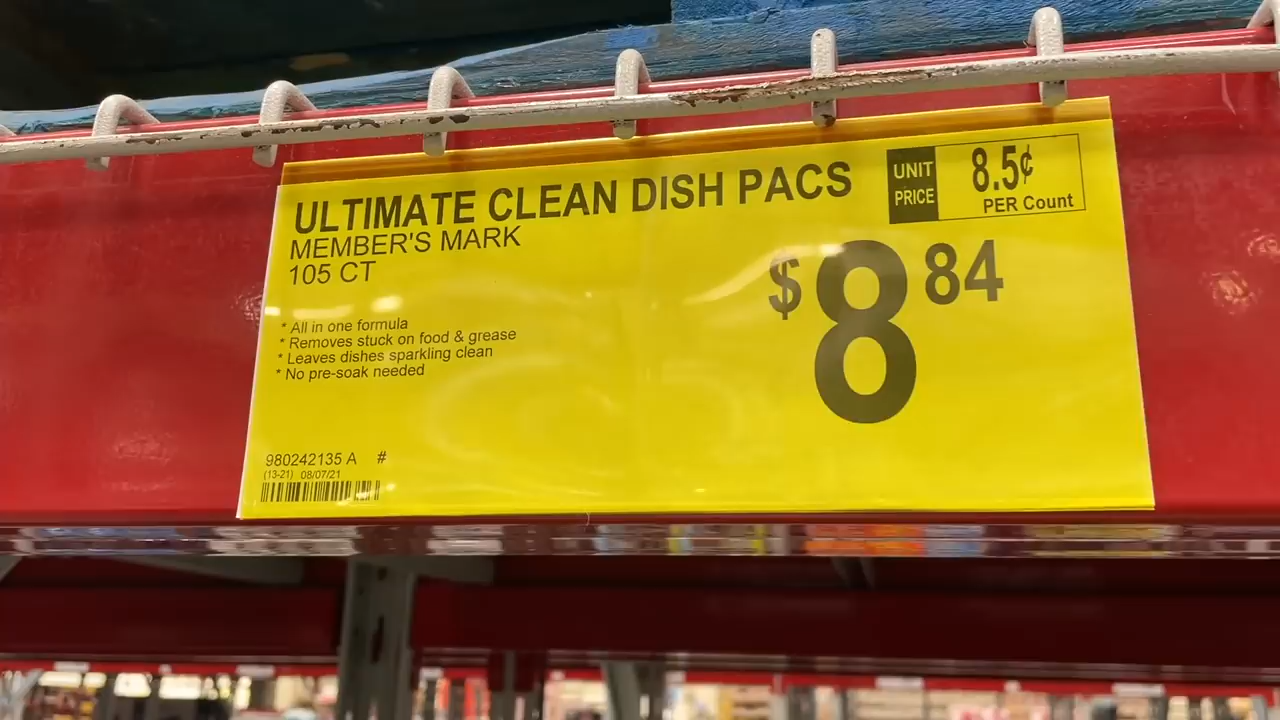 ULTIMATE CLEAN DISH PACS
MEMBER'S MARK
105 CT
UNIT PRICE
8.5¢
PER Count
$8 84
* All in one formula
* Removes stuck on food & grease
* Leaves dishes sparkling clean
* No pre-soak needed
980242135 A #
(13-21) 08/07/21